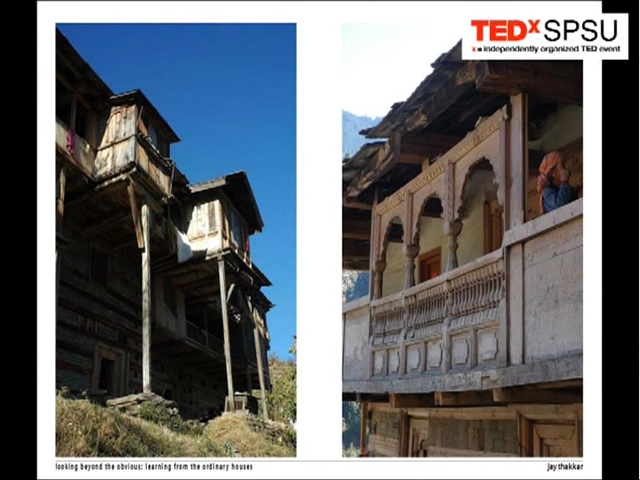 TEDxSPSU
x = independently organized TED event
looking beyond the obvious: learning from the ordinary houses
jay thakkar